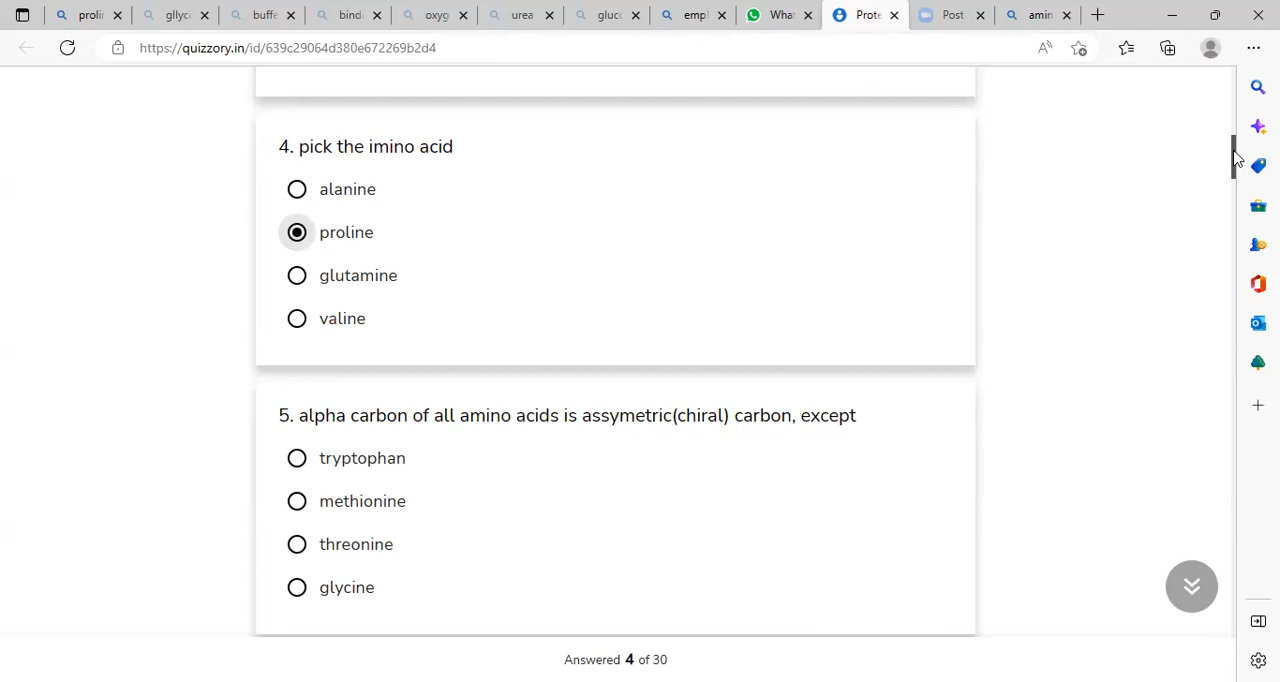 proli
gllyc
buffe
bindi
oxyg
urea
gluco
empl
What
Prote
Post
amin
https://quizzory.in/id/639c29064d380e672269b2d4
4. pick the imino acid
alanine
proline
glutamine
valine
5. alpha carbon of all amino acids is assymetric(chiral) carbon, except
tryptophan
methionine
threonine
glycine
Answered 4 of 30